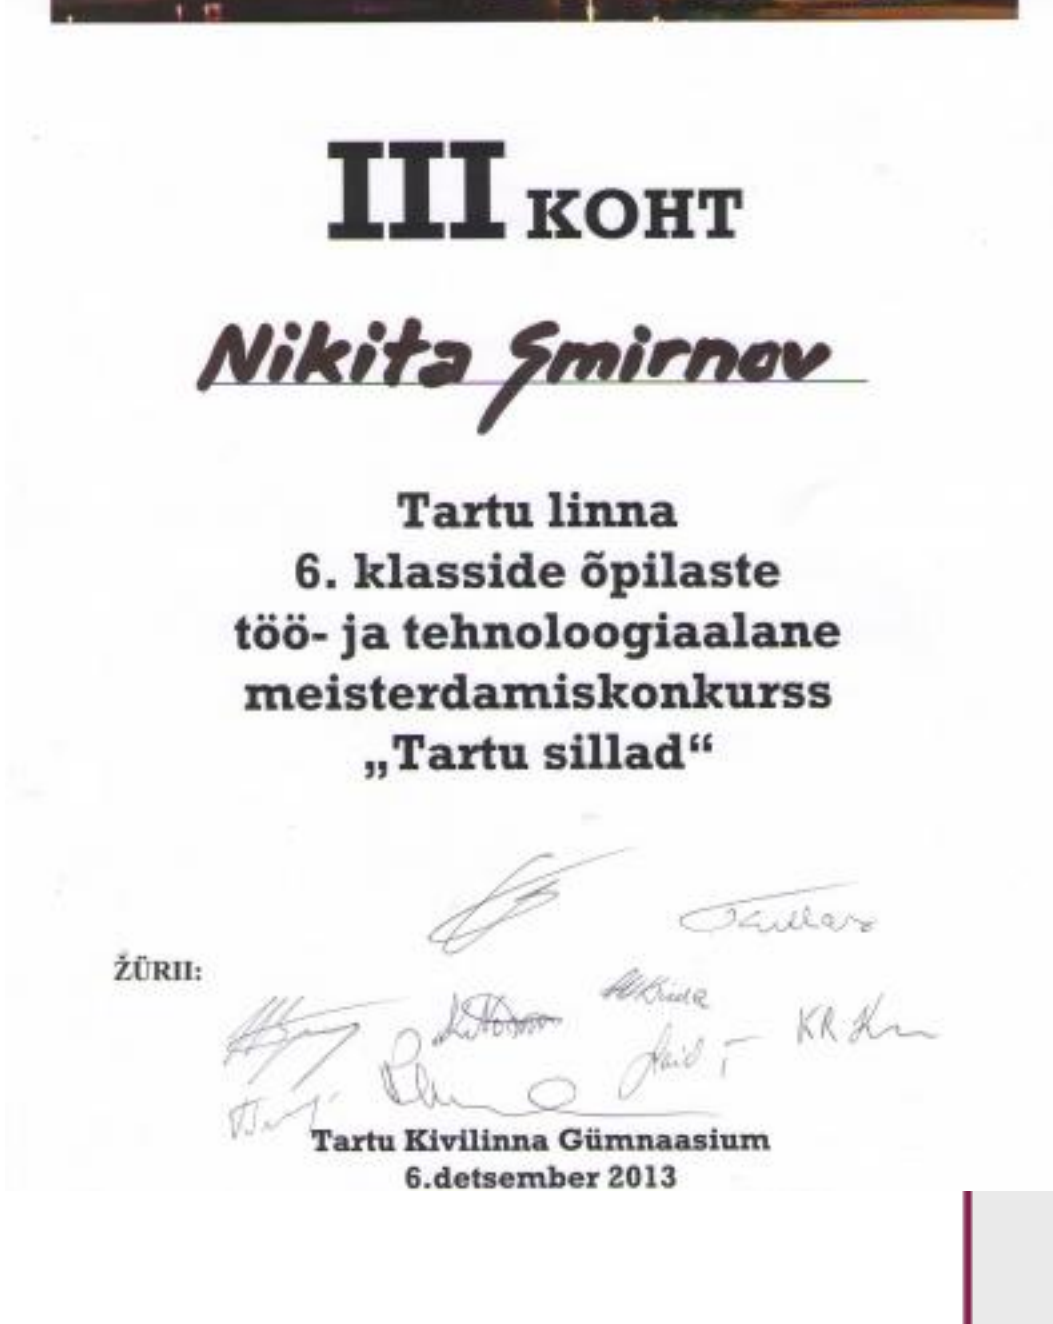 III KOHT
Nikita Smirnov
Tartu linna
6. klasside õpilaste
töö- ja tehnoloogiaalane
meisterdamiskonkurss
„Tartu sillad“
ŽÜRII:
Tartu Kivilinna Gümnaasium
6.detsember 2013